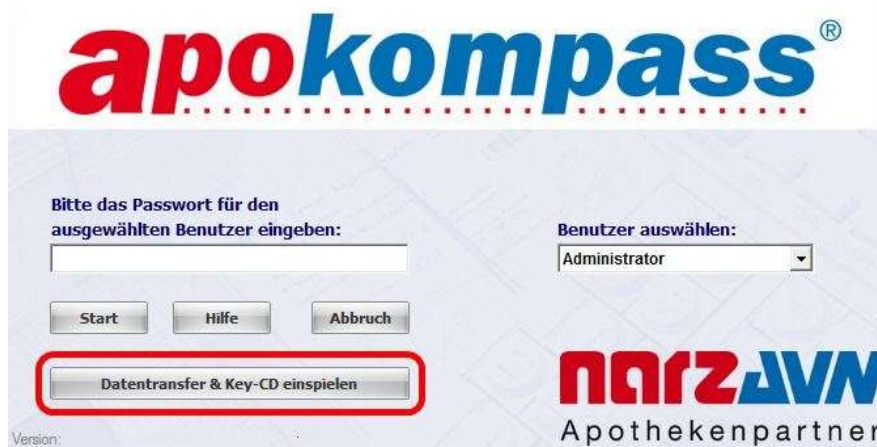 apokompass®
Bitte das Passwort für den
ausgewählten Benutzer eingeben:
Benutzer auswählen:
Administrator
Start
Hilfe
Abbruch
Datentransfer & Key-CD einspielen
narzAVN
Apothekenpartner
Version: